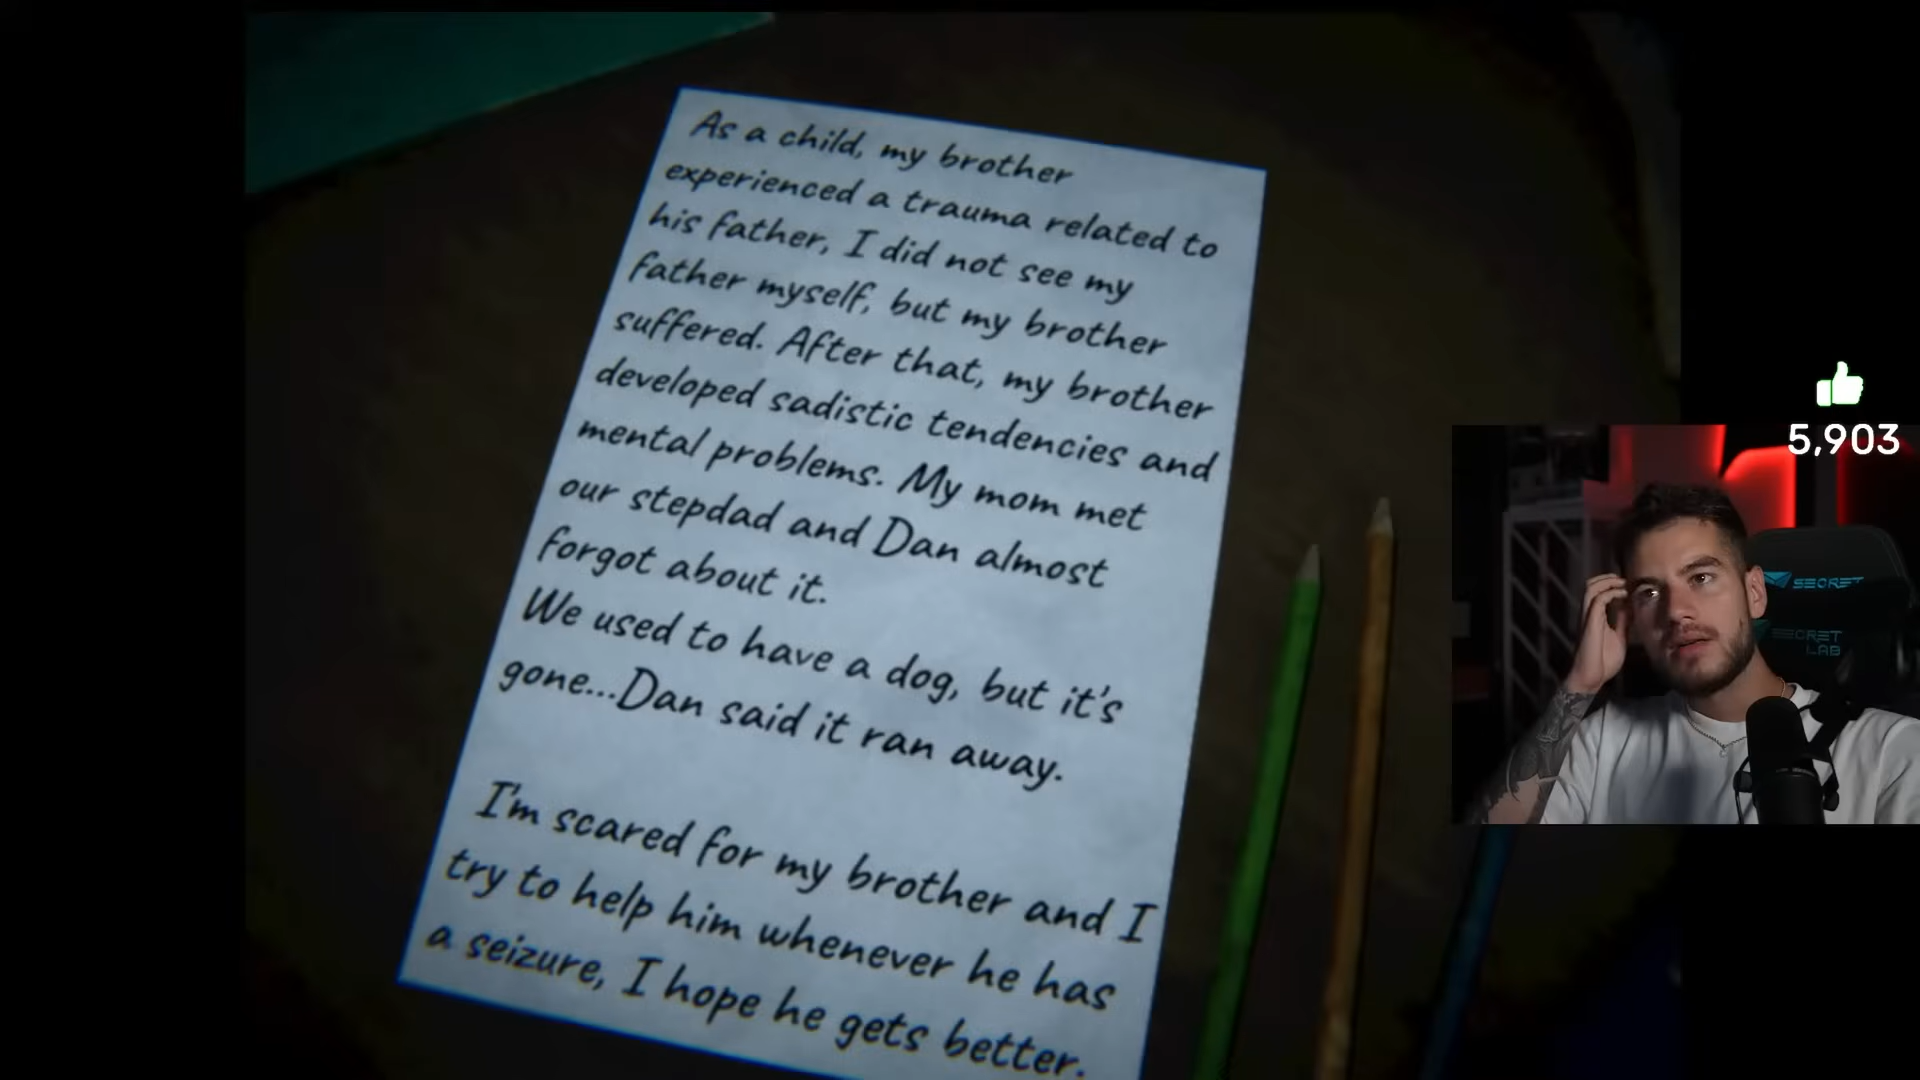 As a child, my brother
experienced a trauma related to
his father, I did not see my
father myself, but my brother
suffered. After that, my brother
developed sadistic tendencies and
mental problems. My mom met
our stepdad and Dan almost
forgot about it.
We used to have a dog, but it's
gone...Dan said it ran away.
I'm scared for my brother and I
try to help him whenever he has
a seizure, I hope he gets better.
5,903
SECRET
SECRET
LAB